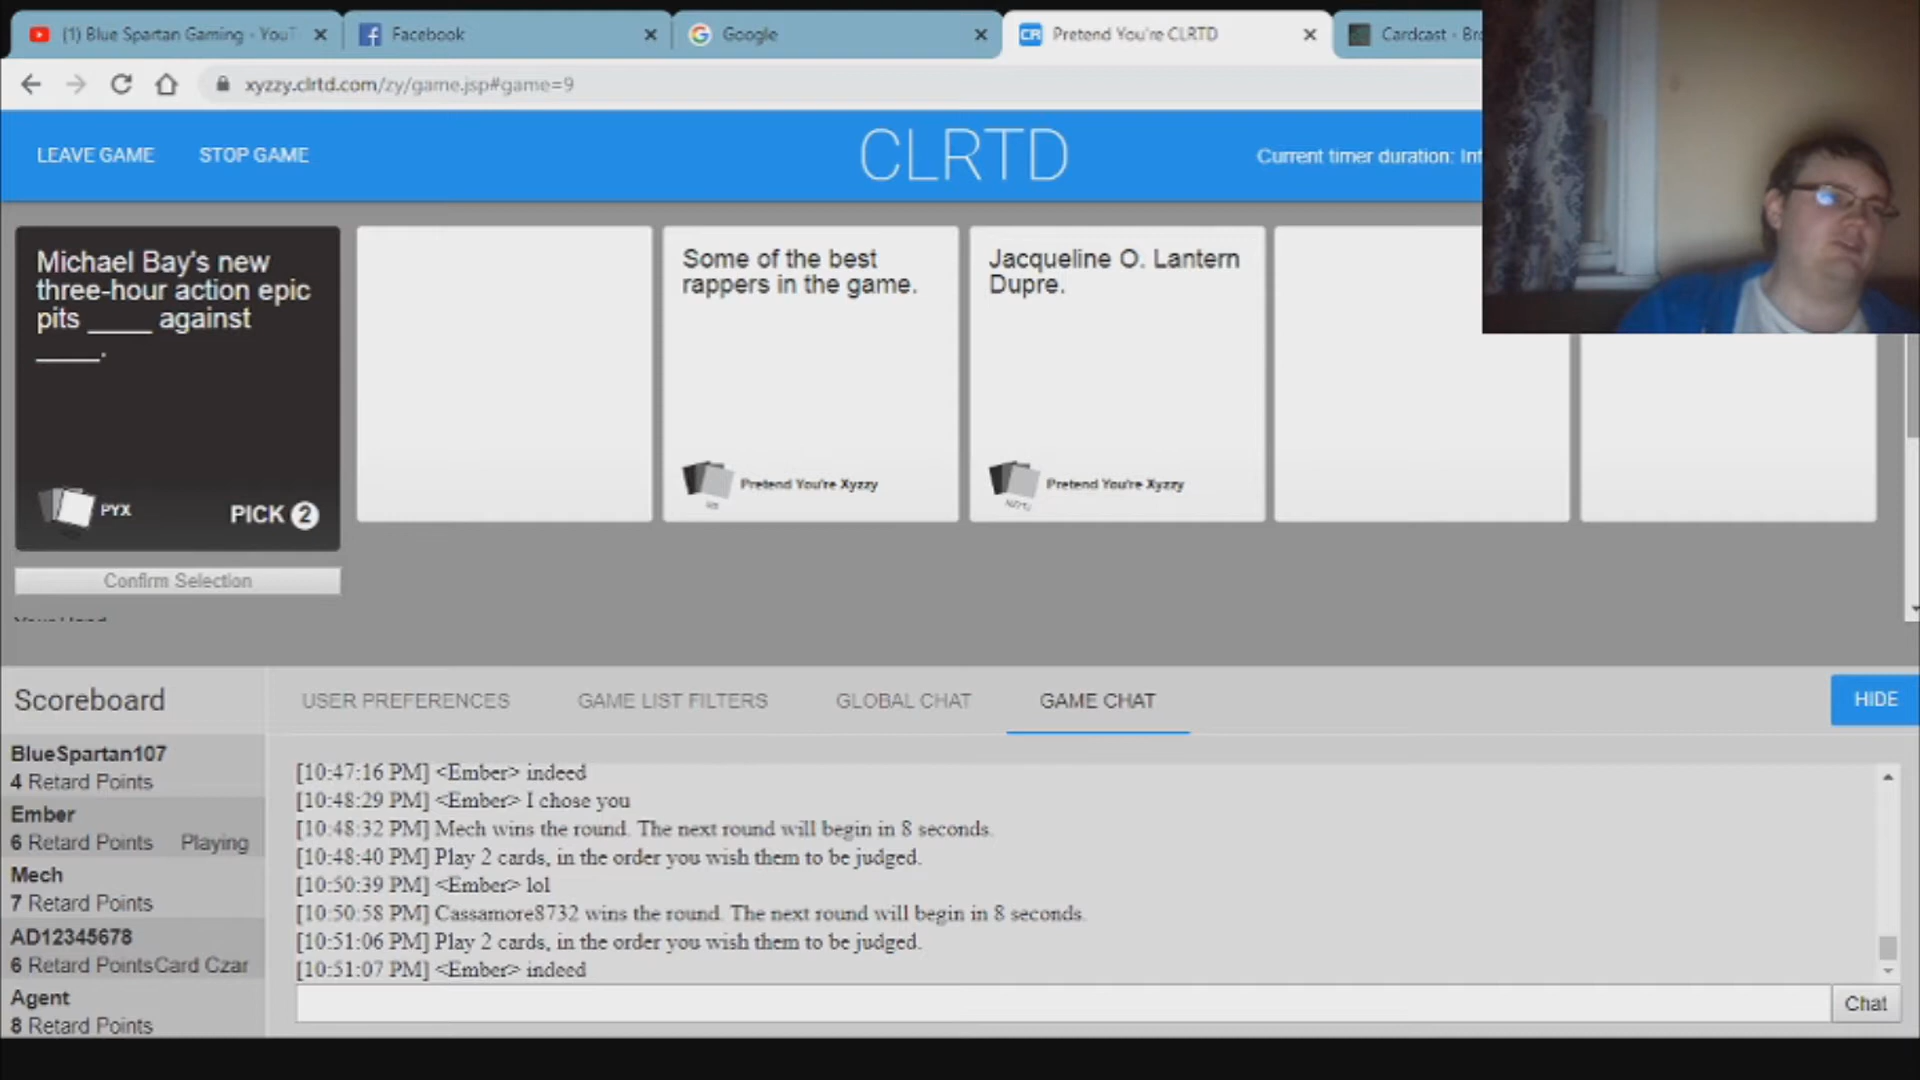 (1) Blue Spartan Gaming - YouT
Facebook
Google
Pretend You're CLRTD
Cardcast - Bro
xyzzy.clrtd.com/zy/game.jsp#game=9
LEAVE GAME
STOP GAME
CLRTD
Current timer duration: Inf
Michael Bay's new
three-hour action epic
pits ____ against
____.
PYX
PICK 2
Some of the best
rappers in the game.
Pretend You're Xyzzy
Jacqueline O. Lantern
Dupre.
Pretend You're Xyzzy
Confirm Selection
Your Hand
Scoreboard
USER PREFERENCES
GAME LIST FILTERS
GLOBAL CHAT
GAME CHAT
HIDE
BlueSpartan107
4 Retard Points
Ember
6 Retard Points Playing
Mech
7 Retard Points
AD12345678
6 Retard PointsCard Czar
Agent
8 Retard Points
[10:47:16 PM] <Ember> indeed
[10:48:29 PM] <Ember> I chose you
[10:48:32 PM] Mech wins the round. The next round will begin in 8 seconds.
[10:48:40 PM] Play 2 cards, in the order you wish them to be judged.
[10:50:39 PM] <Ember> lol
[10:50:58 PM] Cassamore8732 wins the round. The next round will begin in 8 seconds.
[10:51:06 PM] Play 2 cards, in the order you wish them to be judged.
[10:51:07 PM] <Ember> indeed
Chat